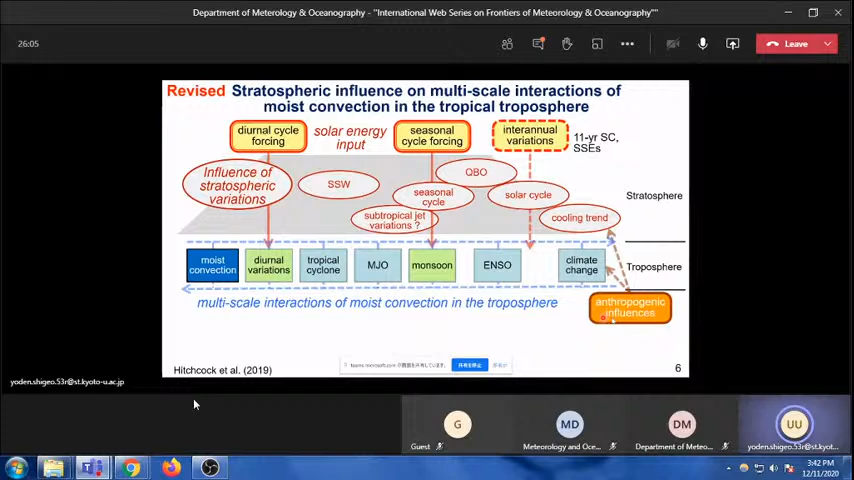 Department of Meterology & Oceanography - "International Web Series on Frontiers of Meteorology & Oceanography""
26:05
Leave
Revised Stratospheric influence on multi-scale interactions of
moist convection in the tropical troposphere
diurnal cycle
forcing
solar energy
input
seasonal
cycle forcing
interannual
variations
11-yr SC,
SSEs
Influence of
stratospheric
variations
SSW
QBO
seasonal
cycle
solar cycle
subtropical jet
variations ?
cooling trend
Stratosphere
moist
convection
diurnal
variations
tropical
cyclone
MJO
monsoon
ENSO
climate
change
Troposphere
multi-scale interactions of moist convection in the troposphere
anthropogenic
influences
Hitchcock et al. (2019)
6
yoden.shigeo.53r@st.kyoto-u.ac.jp
G
MD
DM
UU
Guest
Meteorology and Oce...
Department of Meteo...
yoden.shigeo.53r@st.kyot...
3:42 PM
12/11/2020